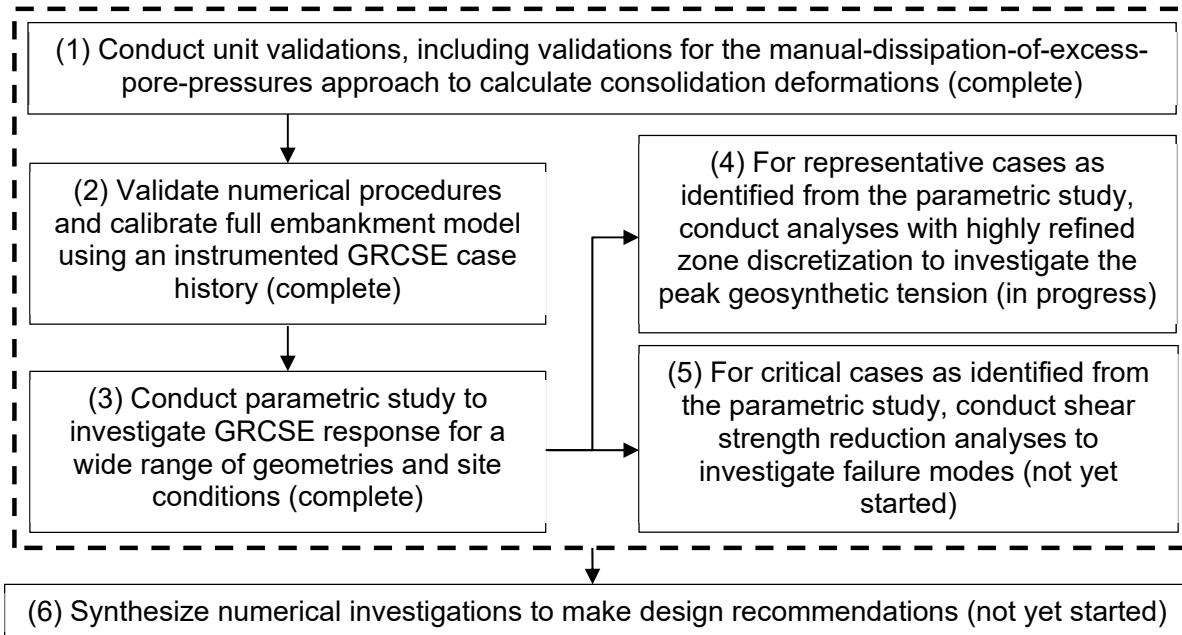 (1) Conduct unit validations, including validations for the manual-dissipation-of-excess-
pore-pressures approach to calculate consolidation deformations (complete)
(2) Validate numerical procedures
and calibrate full embankment model
using an instrumented GRCSE case
history (complete)
(3) Conduct parametric study to
investigate GRCSE response for a
wide range of geometries and site
conditions (complete)
(4) For representative cases as
identified from the parametric study,
conduct analyses with highly refined
zone discretization to investigate the
peak geosynthetic tension (in progress)
(5) For critical cases as identified from
the parametric study, conduct shear
strength reduction analyses to
investigate failure modes (not yet
started)
(6) Synthesize numerical investigations to make design recommendations (not yet started)